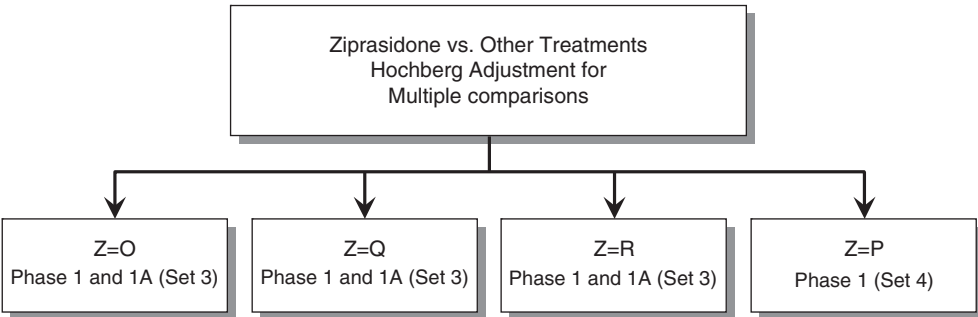 Ziprasidone vs. Other Treatments
Hochberg Adjustment for
Multiple comparisons
Z=O
Phase 1 and 1A (Set 3)
Z=Q
Phase 1 and 1A (Set 3)
Z=R
Phase 1 and 1A (Set 3)
Z=P
Phase 1 (Set 4)